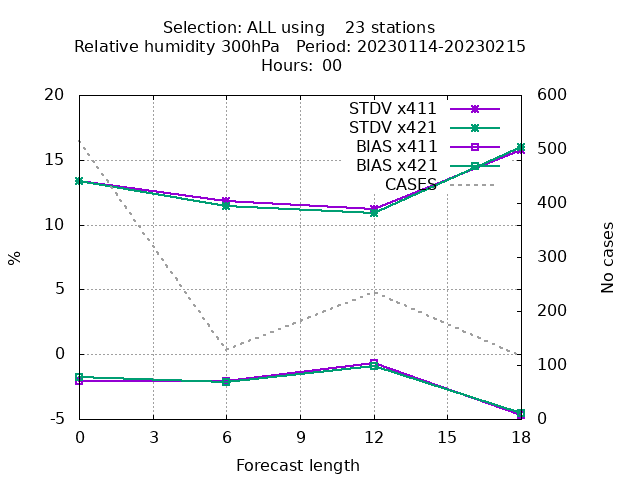 Selection: ALL using    23 stations
Relative humidity 300hPa   Period: 20230114-20230215
Hours: 00
20
15
10
5
0
-5
%
600
500
400
300
200
100
0
No cases
STDV x411
STDV x421
BIAS x411
BIAS x421
CASES
0 3 6 9 12 15 18
Forecast length